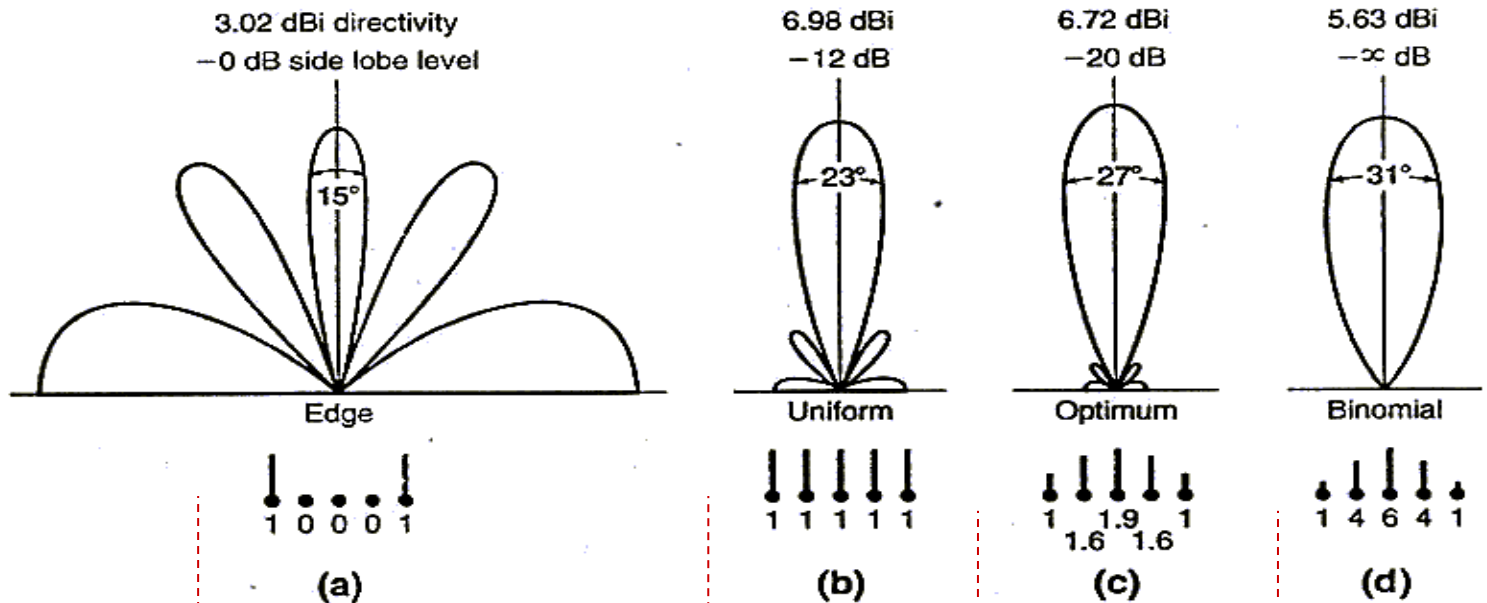 3.02 dBi directivity
−0 dB side lobe level
15°
Edge
1 0 0 0 1
(a)
6.98 dBi
−12 dB
23°
Uniform
1 1 1 1 1
(b)
6.72 dBi
−20 dB
27°
Optimum
1 1.9 1
1.6 1.6
(c)
5.63 dBi
−∞ dB
31°
Binomial
1 4 6 4 1
(d)